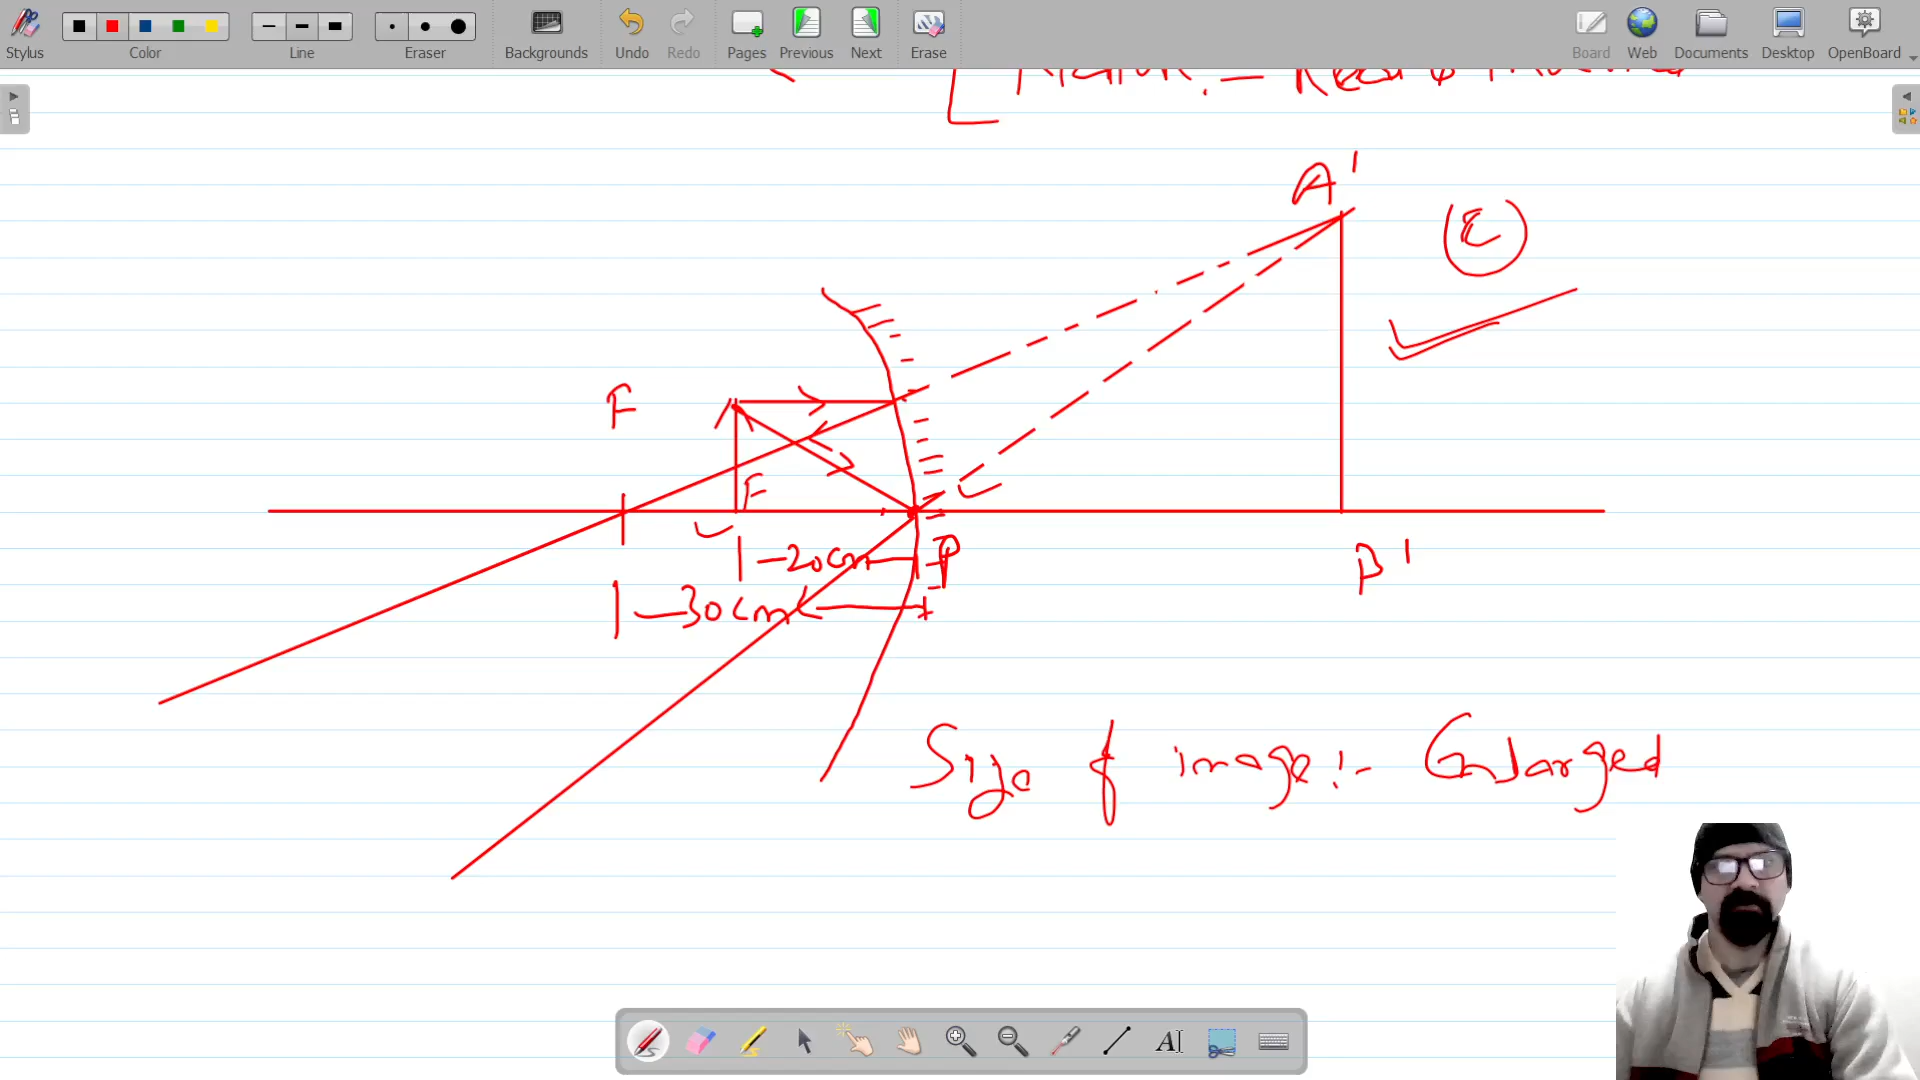 Stylus Color Line Eraser Backgrounds Undo Redo Pages Previous Next Erase Board Web Documents Desktop OpenBoard
A'
F
F
20cm P
30cm
B'
Size of image:- Enlarged